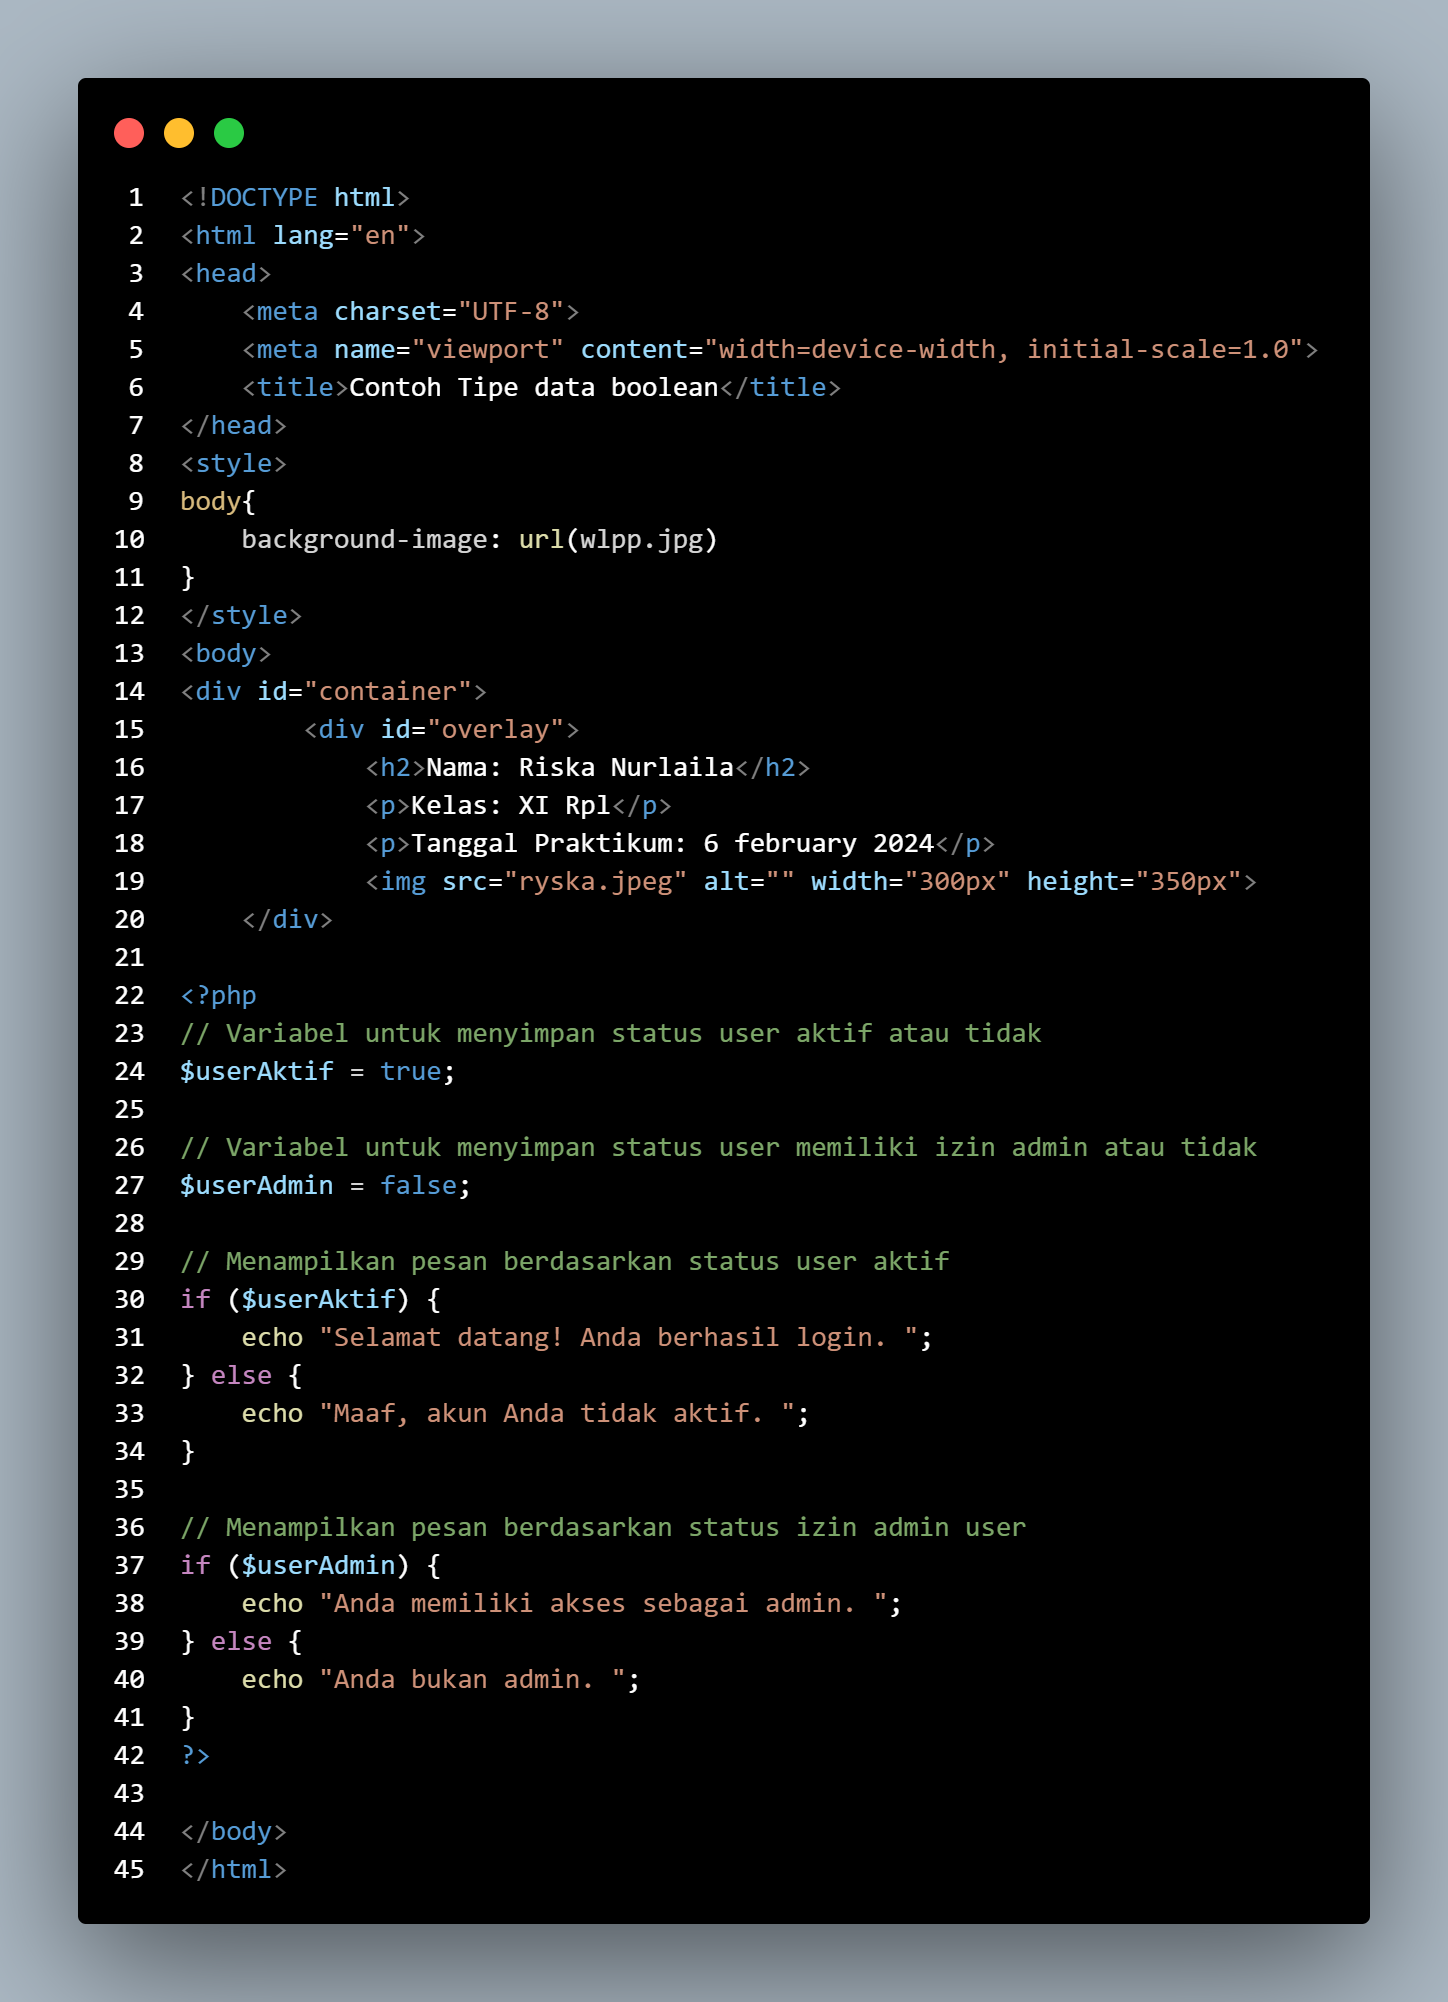 1 <!DOCTYPE html>
2 <html lang="en">
3 <head>
4     <meta charset="UTF-8">
5     <meta name="viewport" content="width=device-width, initial-scale=1.0">
6     <title>Contoh Tipe data boolean</title>
7 </head>
8 <style>
9 body{
10     background-image: url(wlpp.jpg)
11 }
12 </style>
13 <body>
14 <div id="container">
15         <div id="overlay">
16             <h2>Nama: Riska Nurlaila</h2>
17             <p>Kelas: XI Rpl</p>
18             <p>Tanggal Praktikum: 6 february 2024</p>
19             <img src="ryska.jpeg" alt="" width="300px" height="350px">
20     </div>
21
22 <?php
23 // Variabel untuk menyimpan status user aktif atau tidak
24 $userAktif = true;
25
26 // Variabel untuk menyimpan status user memiliki izin admin atau tidak
27 $userAdmin = false;
28
29 // Menampilkan pesan berdasarkan status user aktif
30 if ($userAktif) {
31     echo "Selamat datang! Anda berhasil login. ";
32 } else {
33     echo "Maaf, akun Anda tidak aktif. ";
34 }
35
36 // Menampilkan pesan berdasarkan status izin admin user
37 if ($userAdmin) {
38     echo "Anda memiliki akses sebagai admin. ";
39 } else {
40     echo "Anda bukan admin. ";
41 }
42 ?>
43
44 </body>
45 </html>